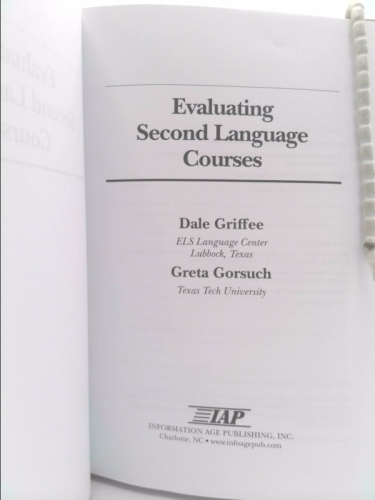 Evaluating
Second Language
Courses
Dale Griffee
ELS Language Center
Lubbock, Texas
Greta Gorsuch
Texas Tech University
IAP
INFORMATION AGE PUBLISHING, INC.
Charlotte, NC • www.infoagepub.com